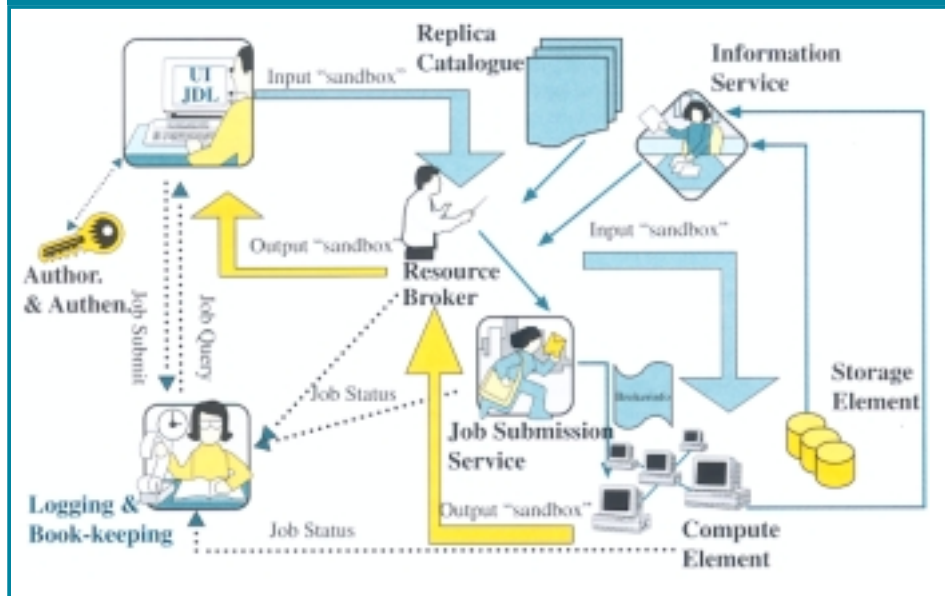 UI
JDL
Input “sandbox”
Replica
Catalogue
Information
Service
Author.
& Authen.
Job Submit
Job Query
Output “sandbox”
Resource
Broker
Input “sandbox”
Job Status
Job Submission
Service
BrokerInfo
Storage
Element
Logging &
Book-keeping
Job Status
Output “sandbox”
Compute
Element